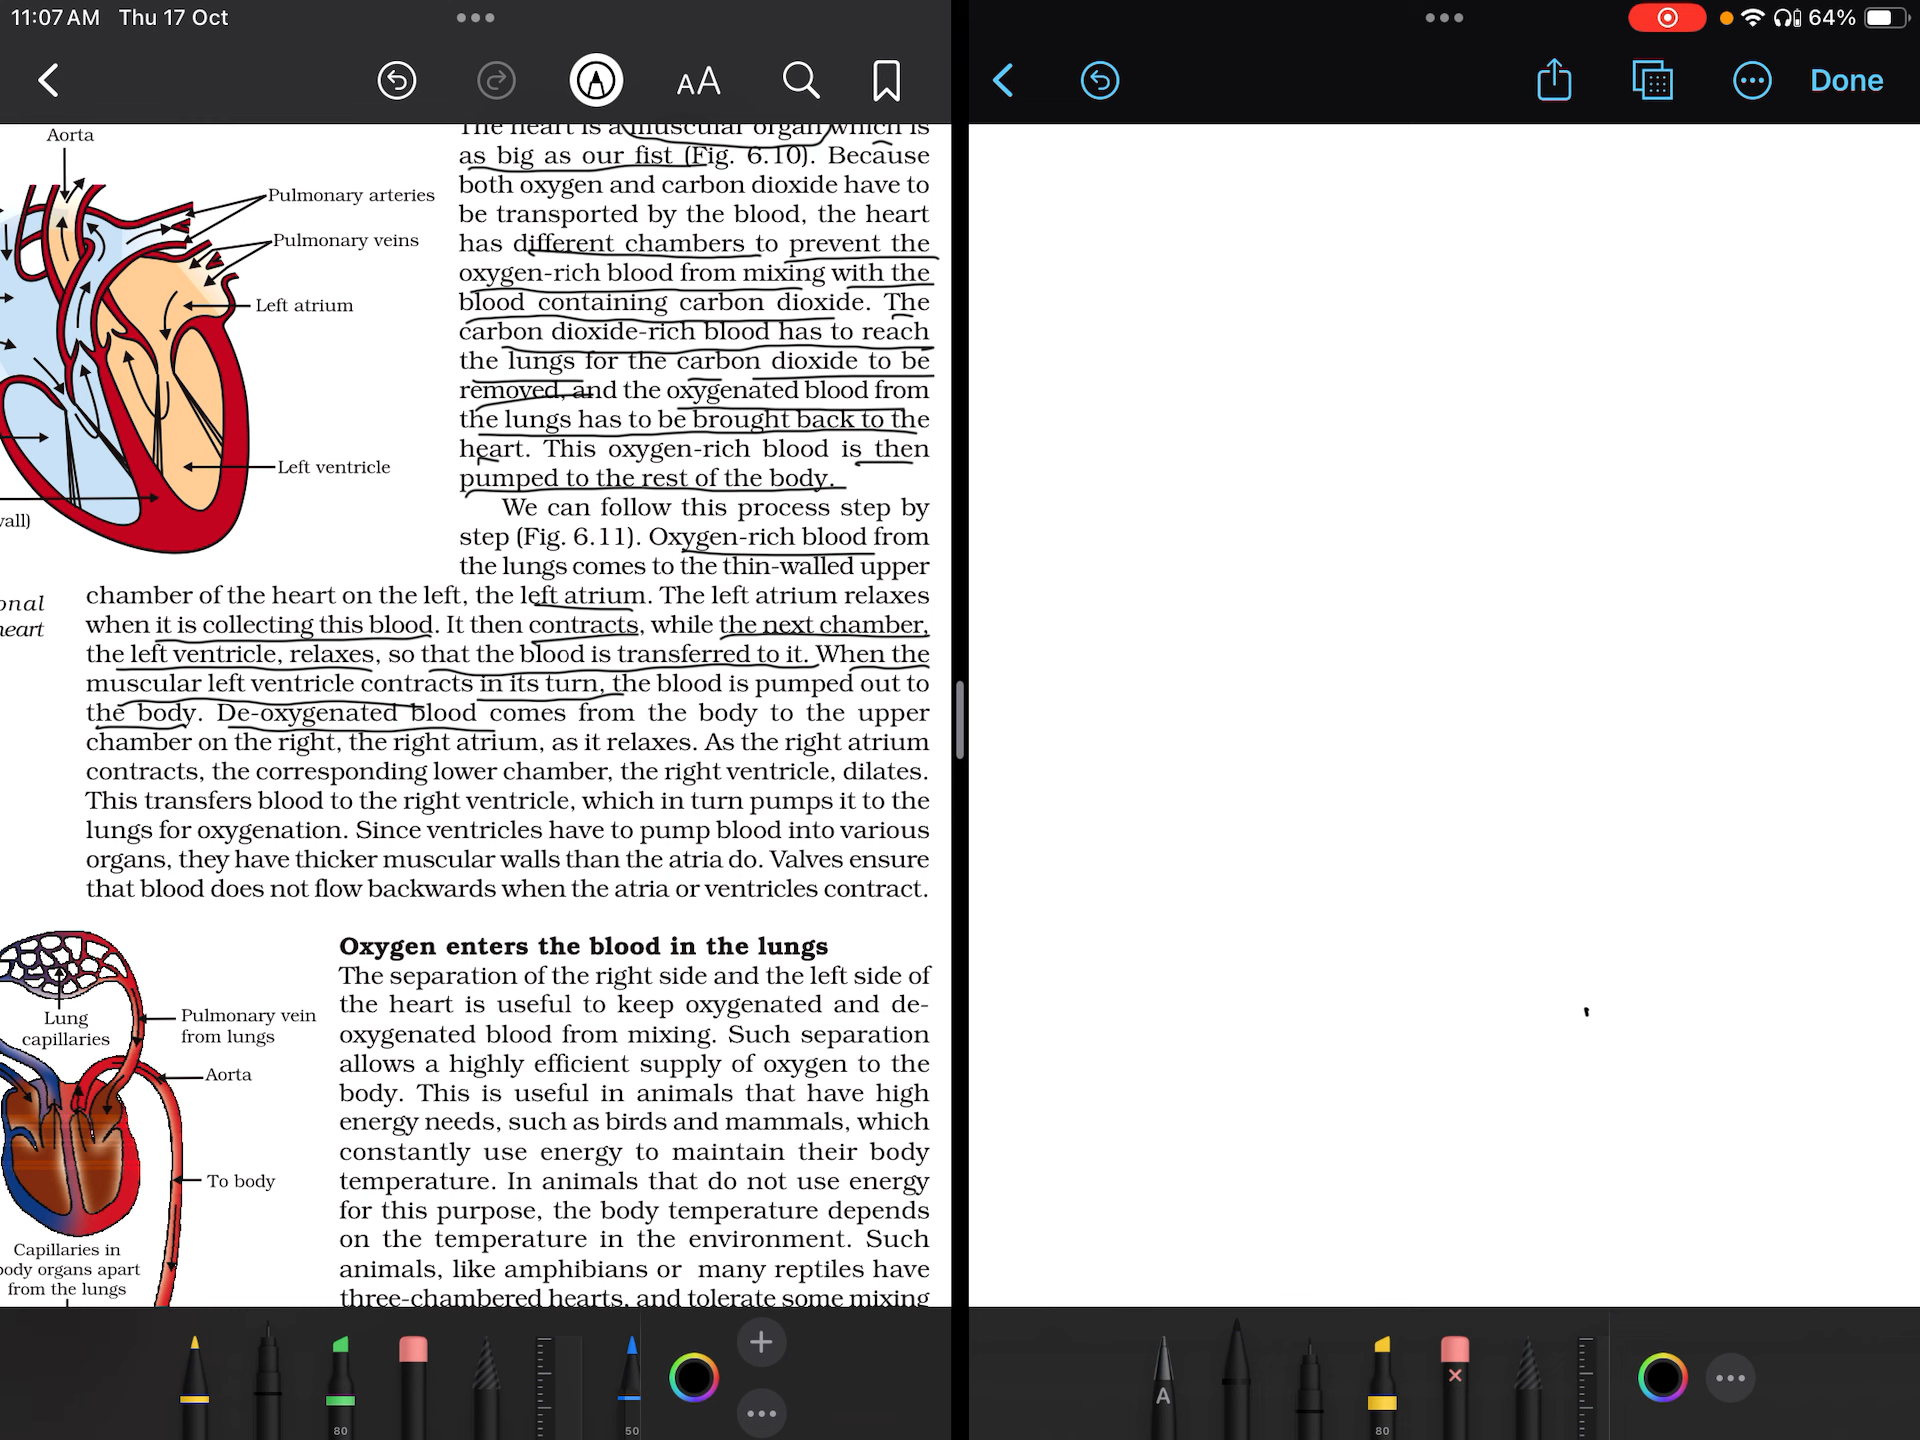 11:07 AM Thu 17 Oct
64%
AA
Done
Aorta
Pulmonary arteries
Pulmonary veins
Left atrium
Left ventricle
vall)
onal
heart
The heart is a muscular organ which is
as big as our fist (Fig. 6.10). Because
both oxygen and carbon dioxide have to
be transported by the blood, the heart
has different chambers to prevent the
oxygen-rich blood from mixing with the
blood containing carbon dioxide. The
carbon dioxide-rich blood has to reach
the lungs for the carbon dioxide to be
removed, and the oxygenated blood from
the lungs has to be brought back to the
heart. This oxygen-rich blood is then
pumped to the rest of the body.
We can follow this process step by
step (Fig. 6.11). Oxygen-rich blood from
the lungs comes to the thin-walled upper
chamber of the heart on the left, the left atrium. The left atrium relaxes
when it is collecting this blood. It then contracts, while the next chamber,
the left ventricle, relaxes, so that the blood is transferred to it. When the
muscular left ventricle contracts in its turn, the blood is pumped out to
the body. De-oxygenated blood comes from the body to the upper
chamber on the right, the right atrium, as it relaxes. As the right atrium
contracts, the corresponding lower chamber, the right ventricle, dilates.
This transfers blood to the right ventricle, which in turn pumps it to the
lungs for oxygenation. Since ventricles have to pump blood into various
organs, they have thicker muscular walls than the atria do. Valves ensure
that blood does not flow backwards when the atria or ventricles contract.
Lung
capillaries
Pulmonary vein
from lungs
Aorta
To body
Capillaries in
body organs apart
from the lungs
Oxygen enters the blood in the lungs
The separation of the right side and the left side of
the heart is useful to keep oxygenated and de-
oxygenated blood from mixing. Such separation
allows a highly efficient supply of oxygen to the
body. This is useful in animals that have high
energy needs, such as birds and mammals, which
constantly use energy to maintain their body
temperature. In animals that do not use energy
for this purpose, the body temperature depends
on the temperature in the environment. Such
animals, like amphibians or many reptiles have
three-chambered hearts, and tolerate some mixing
80
50
A
80